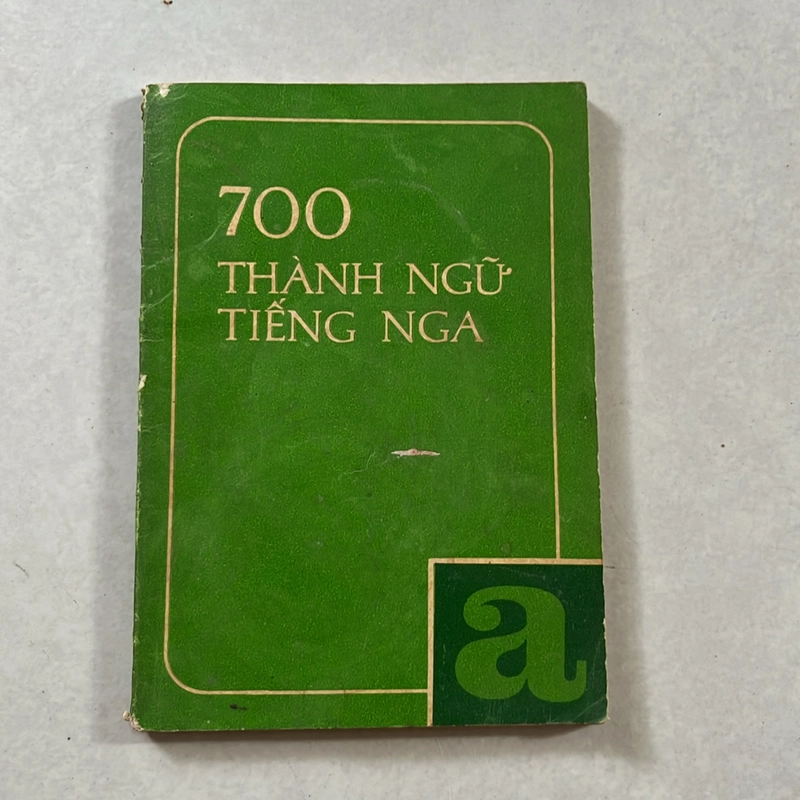 700
THÀNH NGỮ
TIẾNG NGA
a